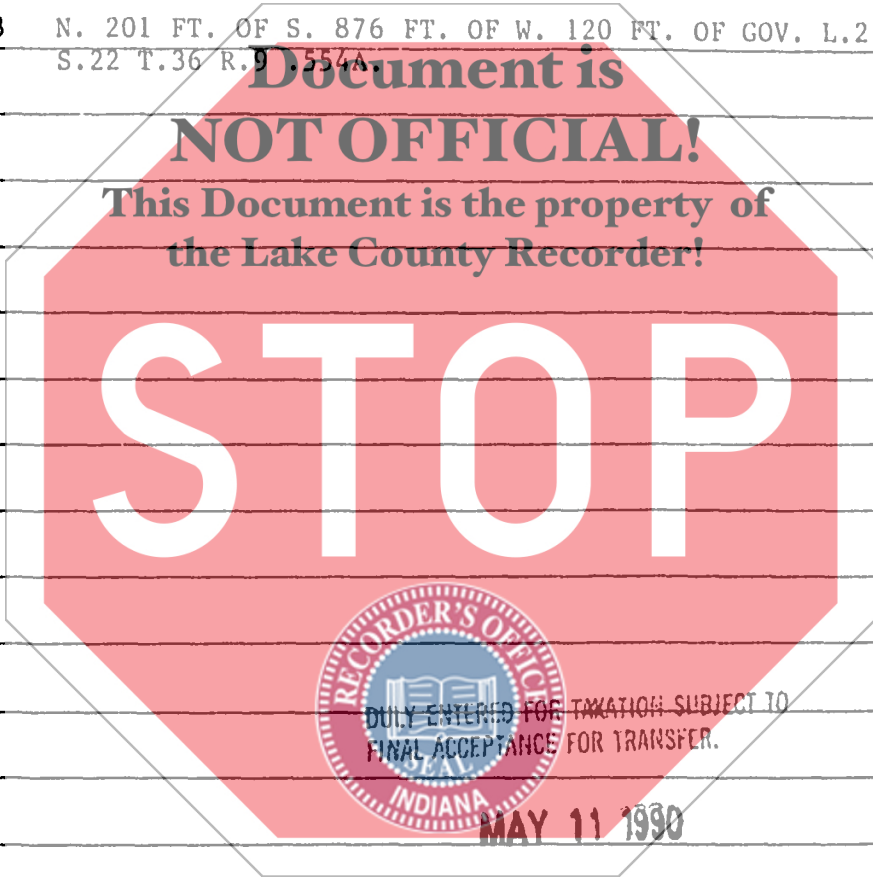 N. 201 FT. OF S. 876 FT. OF W. 120 FT. OF GOV. L.2
S.22 T.36 R.9 .554A.
Document is
NOT OFFICIAL!
This Document is the property of
the Lake County Recorder!
STOP
RECORDER'S OFFICE
DULY ENTERED FOR TAXATION SUBJECT TO
FINAL ACCEPTANCE FOR TRANSFER.
SEAL
INDIANA
MAY 11 1990